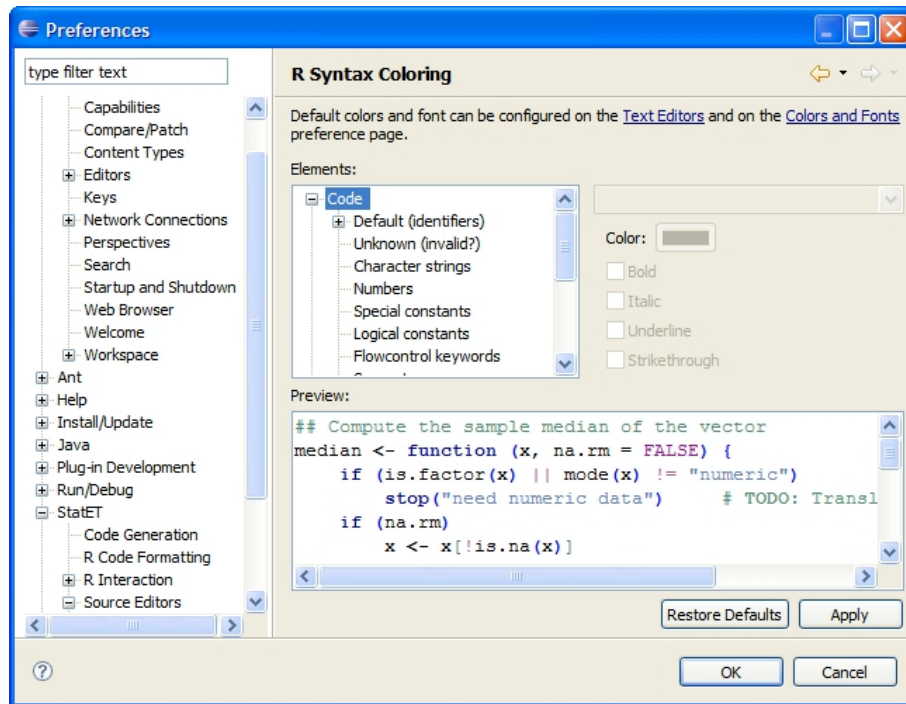 Preferences
type filter text
Capabilities
Compare/Patch
Content Types
Editors
Keys
Network Connections
Perspectives
Search
Startup and Shutdown
Web Browser
Welcome
Workspace
Ant
Help
Install/Update
Java
Plug-in Development
Run/Debug
StatET
Code Generation
R Code Formatting
R Interaction
Source Editors
R Syntax Coloring
Default colors and font can be configured on the Text Editors and on the Colors and Fonts
preference page.
Elements:
Code
Default (identifiers)
Unknown (invalid?)
Character strings
Numbers
Special constants
Logical constants
Flowcontrol keywords
Color:
Bold
Italic
Underline
Strikethrough
Preview:
## Compute the sample median of the vector
median <- function (x, na.rm = FALSE) {
    if (is.factor(x) || mode(x) != "numeric")
        stop("need numeric data")     # TODO: Transl
    if (na.rm)
        x <- x[!is.na(x)]
Restore Defaults
Apply
OK
Cancel